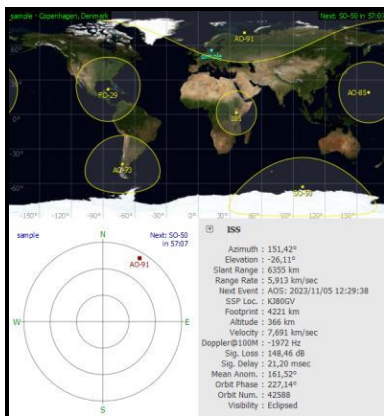 sample - Copenhagen, Denmark
Next: SO-50
in 57:07
60°
AO-91
sample
30°
FO-29
AO-85
0°
ISS
-30°
AO-73
-60°
SO-50
-150° -120° -90° -60° -30° 0° 30° 60° 90° 120° 150°
sample
N
Next: SO-50
in 57:07
AO-91
W
E
S
ISS
Azimuth : 151,42°
Elevation : -26,11°
Slant Range : 6355 km
Range Rate : 5,913 km/sec
Next Event : AOS: 2023/11/05 12:29:38
SSP Loc. : KJ80GV
Footprint : 4221 km
Altitude : 366 km
Velocity : 7,691 km/sec
Doppler@100M : -1972 Hz
Sig. Loss : 148,46 dB
Sig. Delay : 21,20 msec
Mean Anom. : 161,52°
Orbit Phase : 227,14°
Orbit Num. : 42588
Visibility : Eclipsed